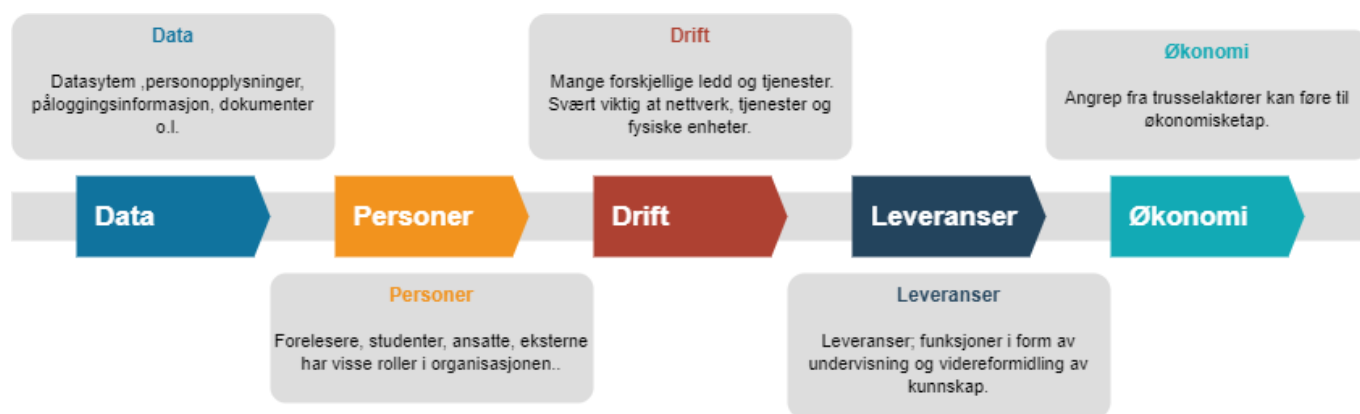 Data
Datasytem ,personopplysninger,
påloggingsinformasjon, dokumenter
o.l.
Drift
Mange forskjellige ledd og tjenester.
Svært viktig at nettverk, tjenester og
fysiske enheter.
Økonomi
Angrep fra trusselaktører kan føre til
økonomisketap.
Data
Personer
Drift
Leveranser
Økonomi
Personer
Forelesere, studenter, ansatte, eksterne
har visse roller i organisasjonen..
Leveranser
Leveranser; funksjoner i form av
undervisning og videreformidling av
kunnskap.